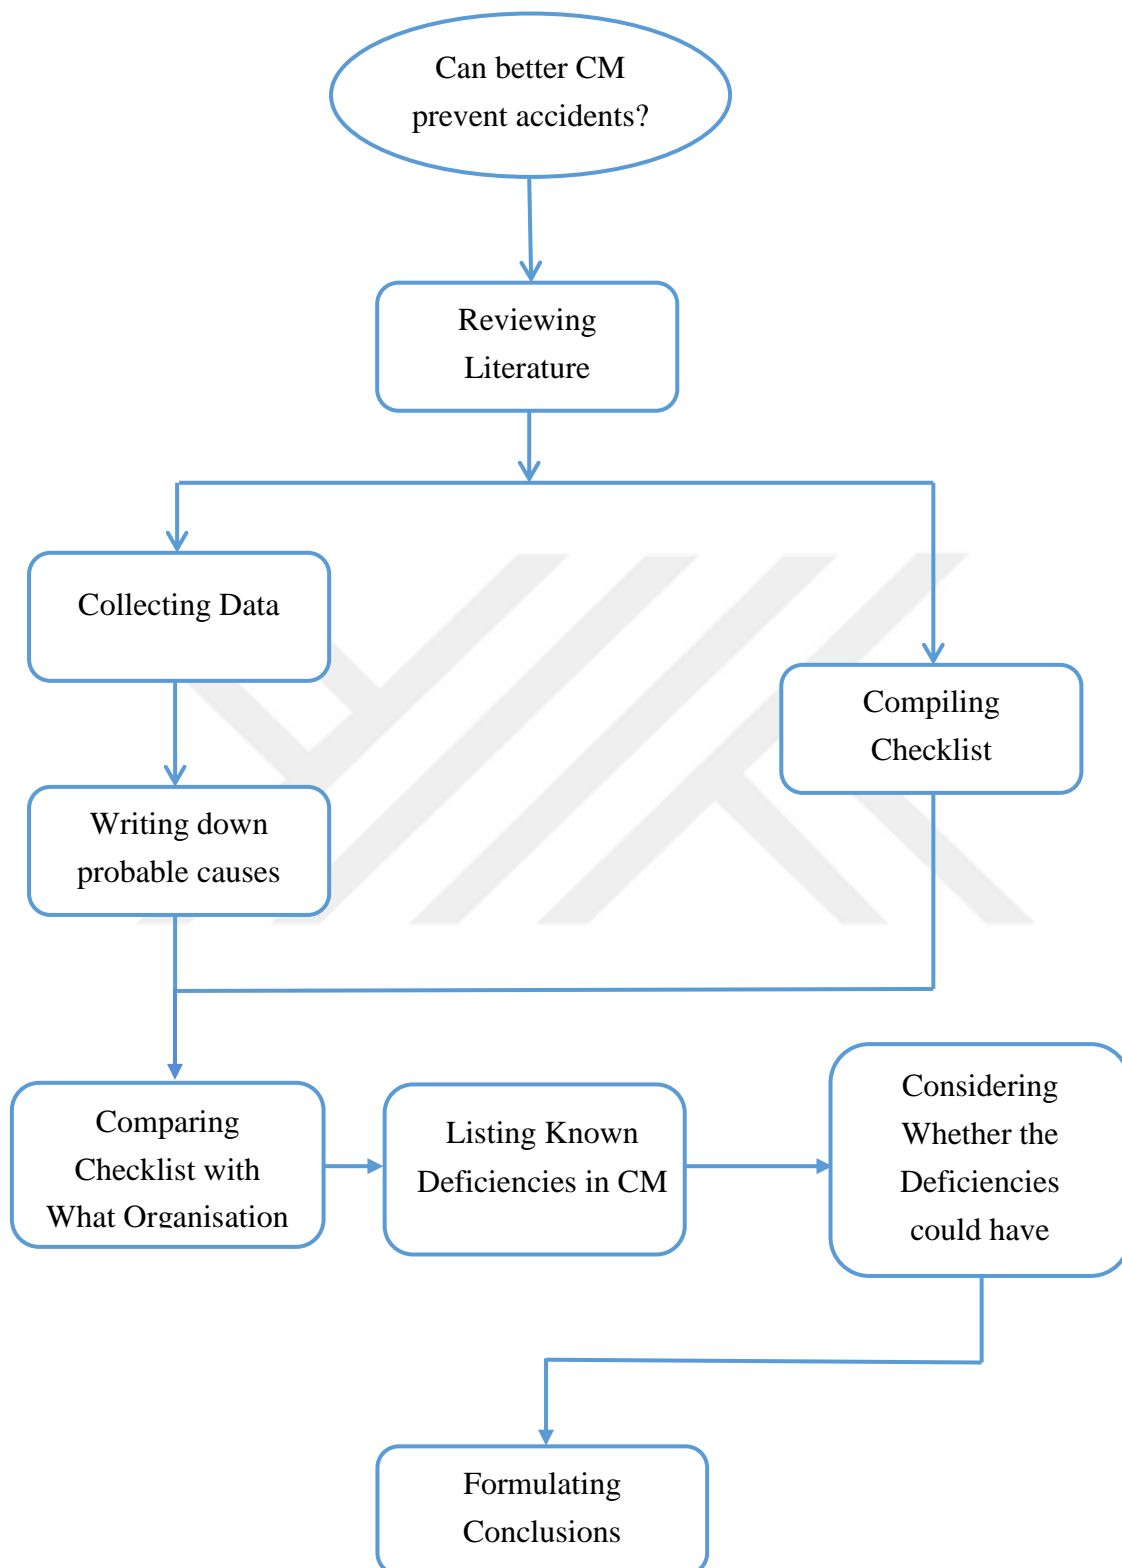 Can better CM
prevent accidents?
Reviewing
Literature
Collecting Data
Compiling
Checklist
Writing down
probable causes
Comparing
Checklist with
What Organisation
Listing Known
Deficiencies in CM
Considering
Whether the
Deficiencies
could have
Formulating
Conclusions